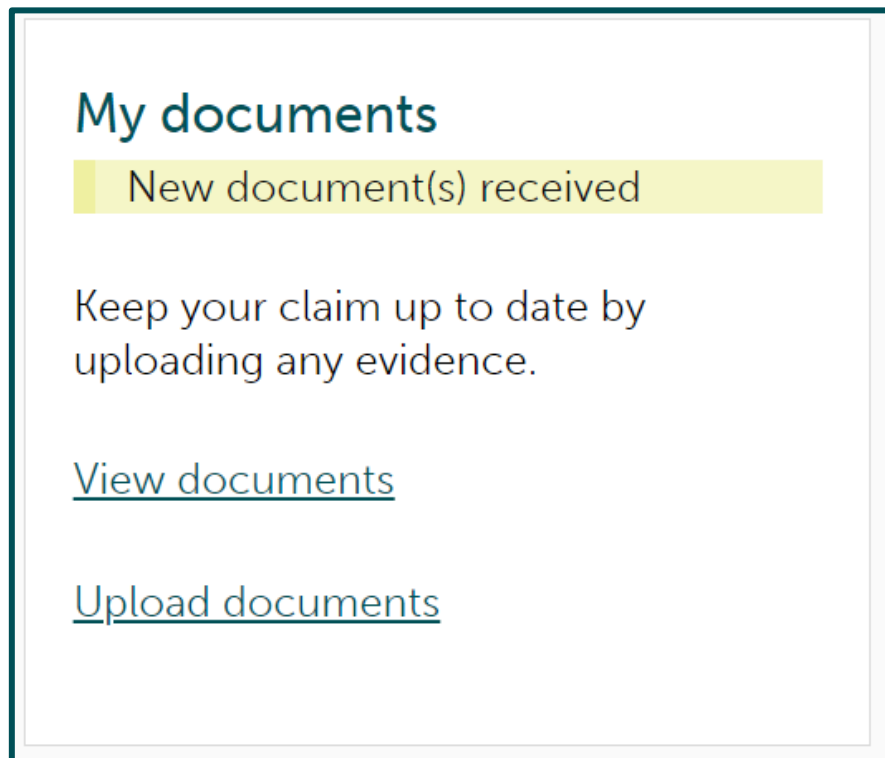 My documents
New document(s) received
Keep your claim up to date by
uploading any evidence.
View documents
Upload documents